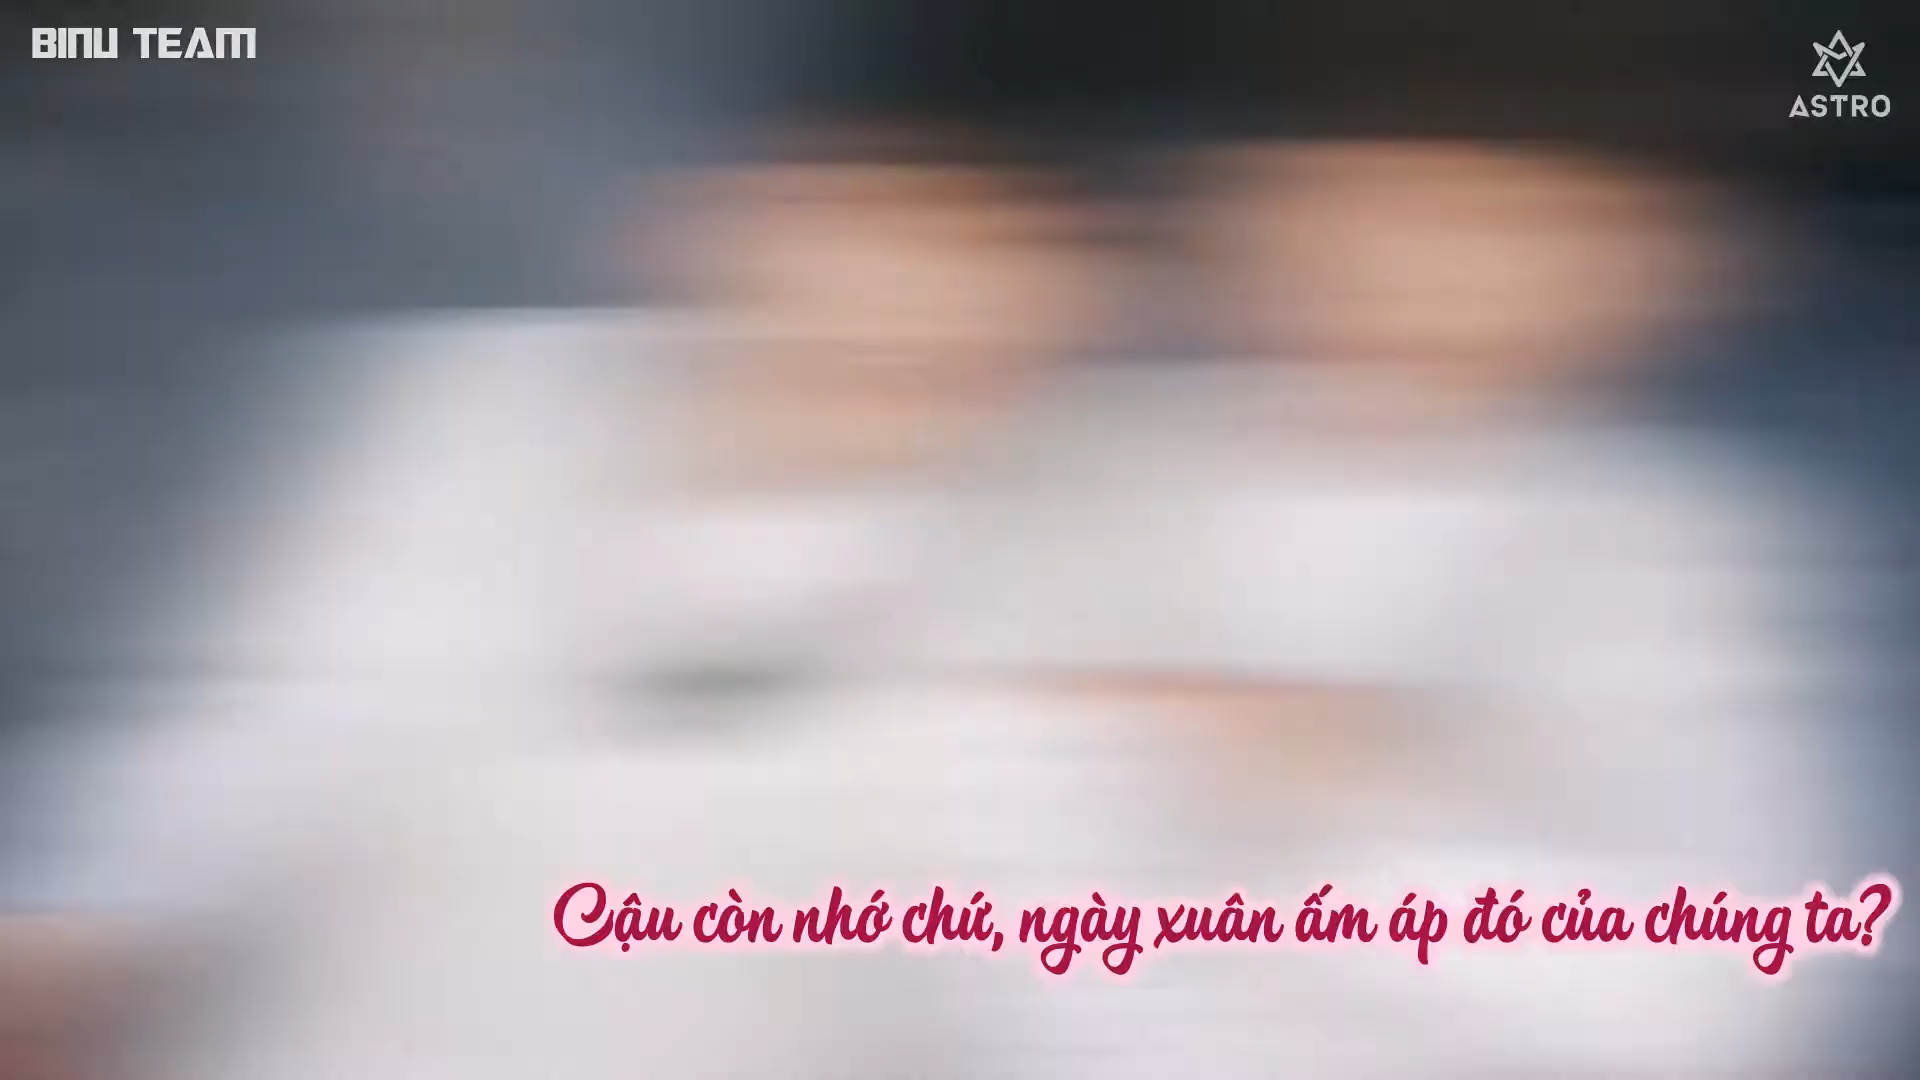 BINU TEAM
ASTRO
Cậu còn nhớ chứ, ngày xuân ấm áp đó của chúng ta?